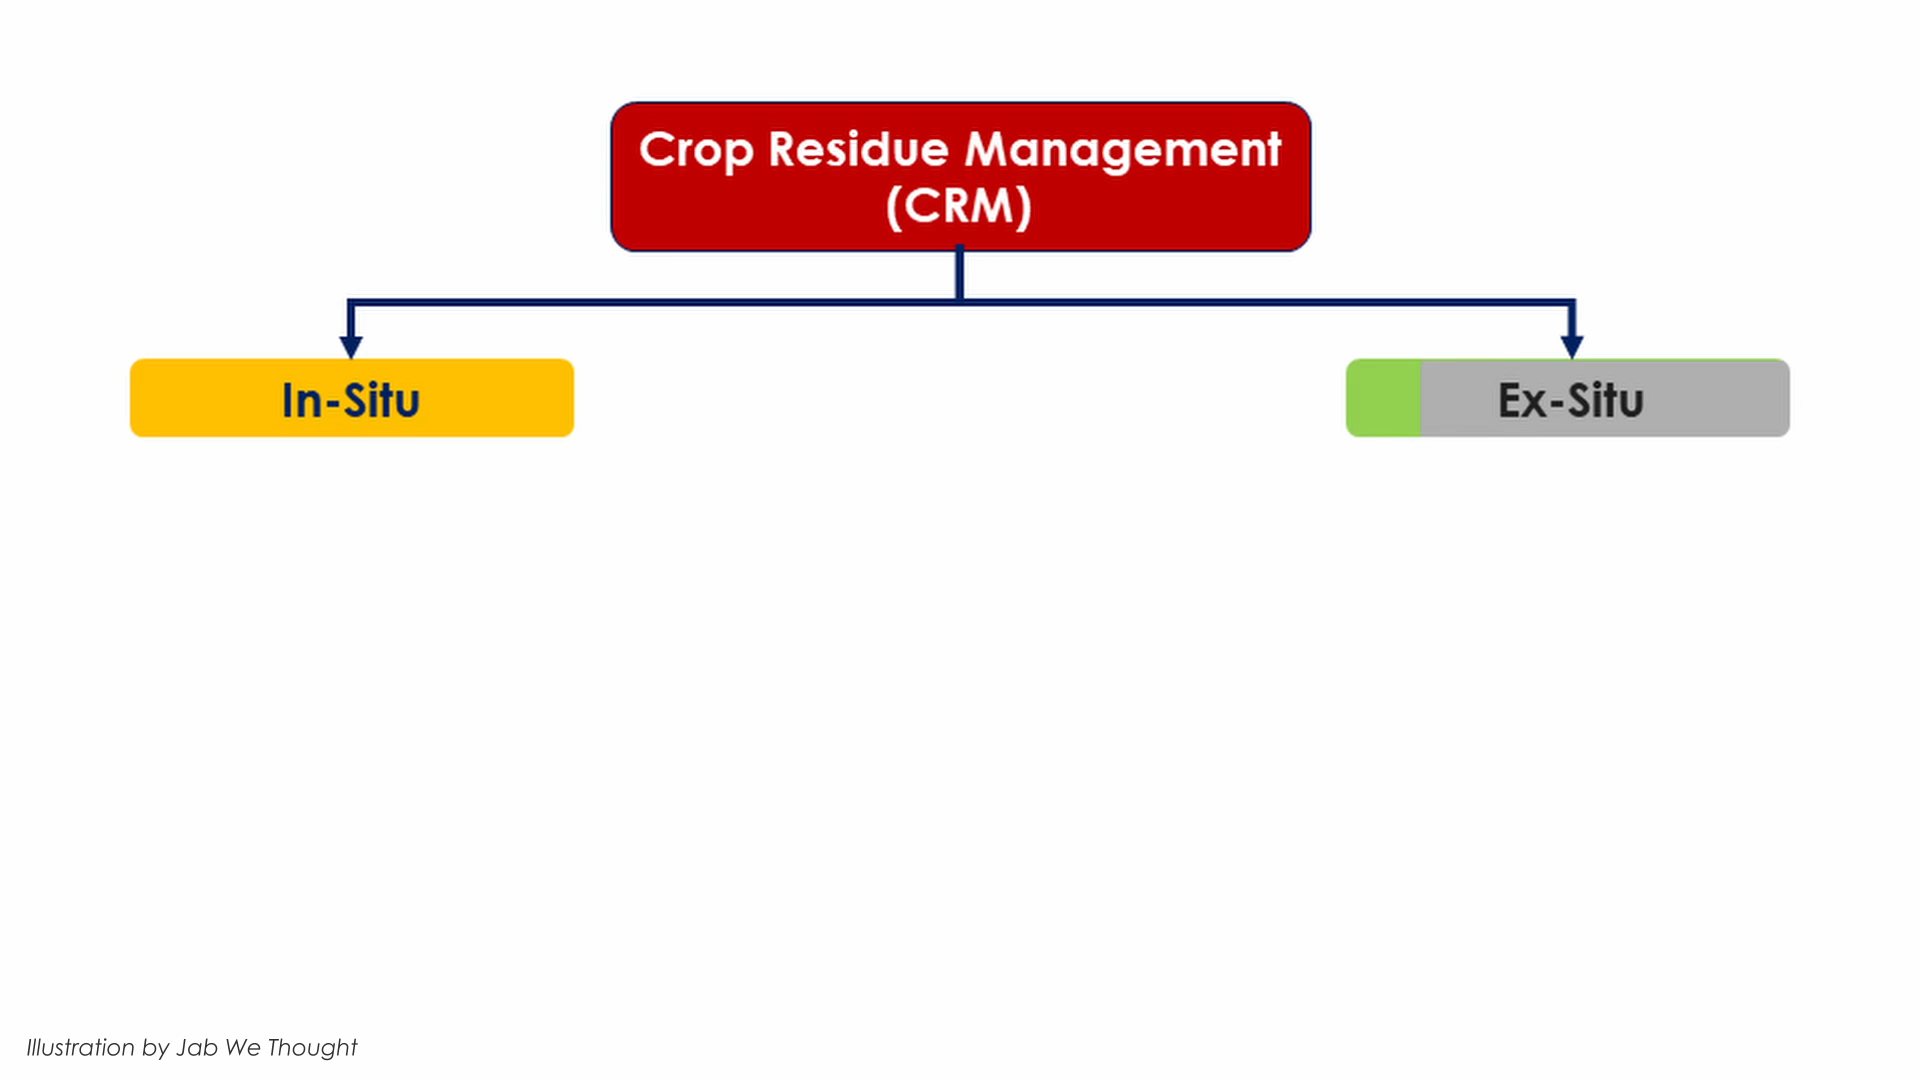 Crop Residue Management
(CRM)
In-Situ
Ex-Situ
Illustration by Jab We Thought